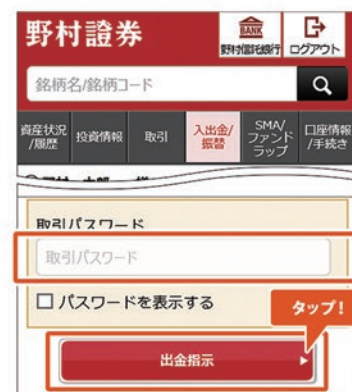 野村證券
BANK
野村信託銀行
ログアウト
銘柄名/銘柄コード
資産状況
/履歴
投資情報
取引
入出金/
振替
SMA/
ファンド
ラップ
口座情報
/手続き
取引パスワード
取引パスワード
パスワードを表示する
タップ!
出金指示